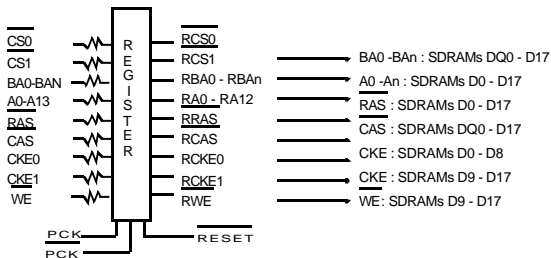 CS0
CS1
BA0-BAN
A0-A13
RAS
CAS
CKE0
CKE1
WE
REGISTER
RCS0
RCS1
RBA0 - RBAn
RA0 - RA12
RRAS
RCAS
RCKE0
RCKE1
RWE
BA0 -BAn : SDRAMs DQ0 - D17
A0 -An : SDRAMs D0 - D17
RAS : SDRAMs D0 - D17
CAS : SDRAMs DQ0 - D17
CKE : SDRAMs D0 - D8
CKE : SDRAMs D9 - D17
WE: SDRAMs D9 - D17
PCK
PCK
RESET